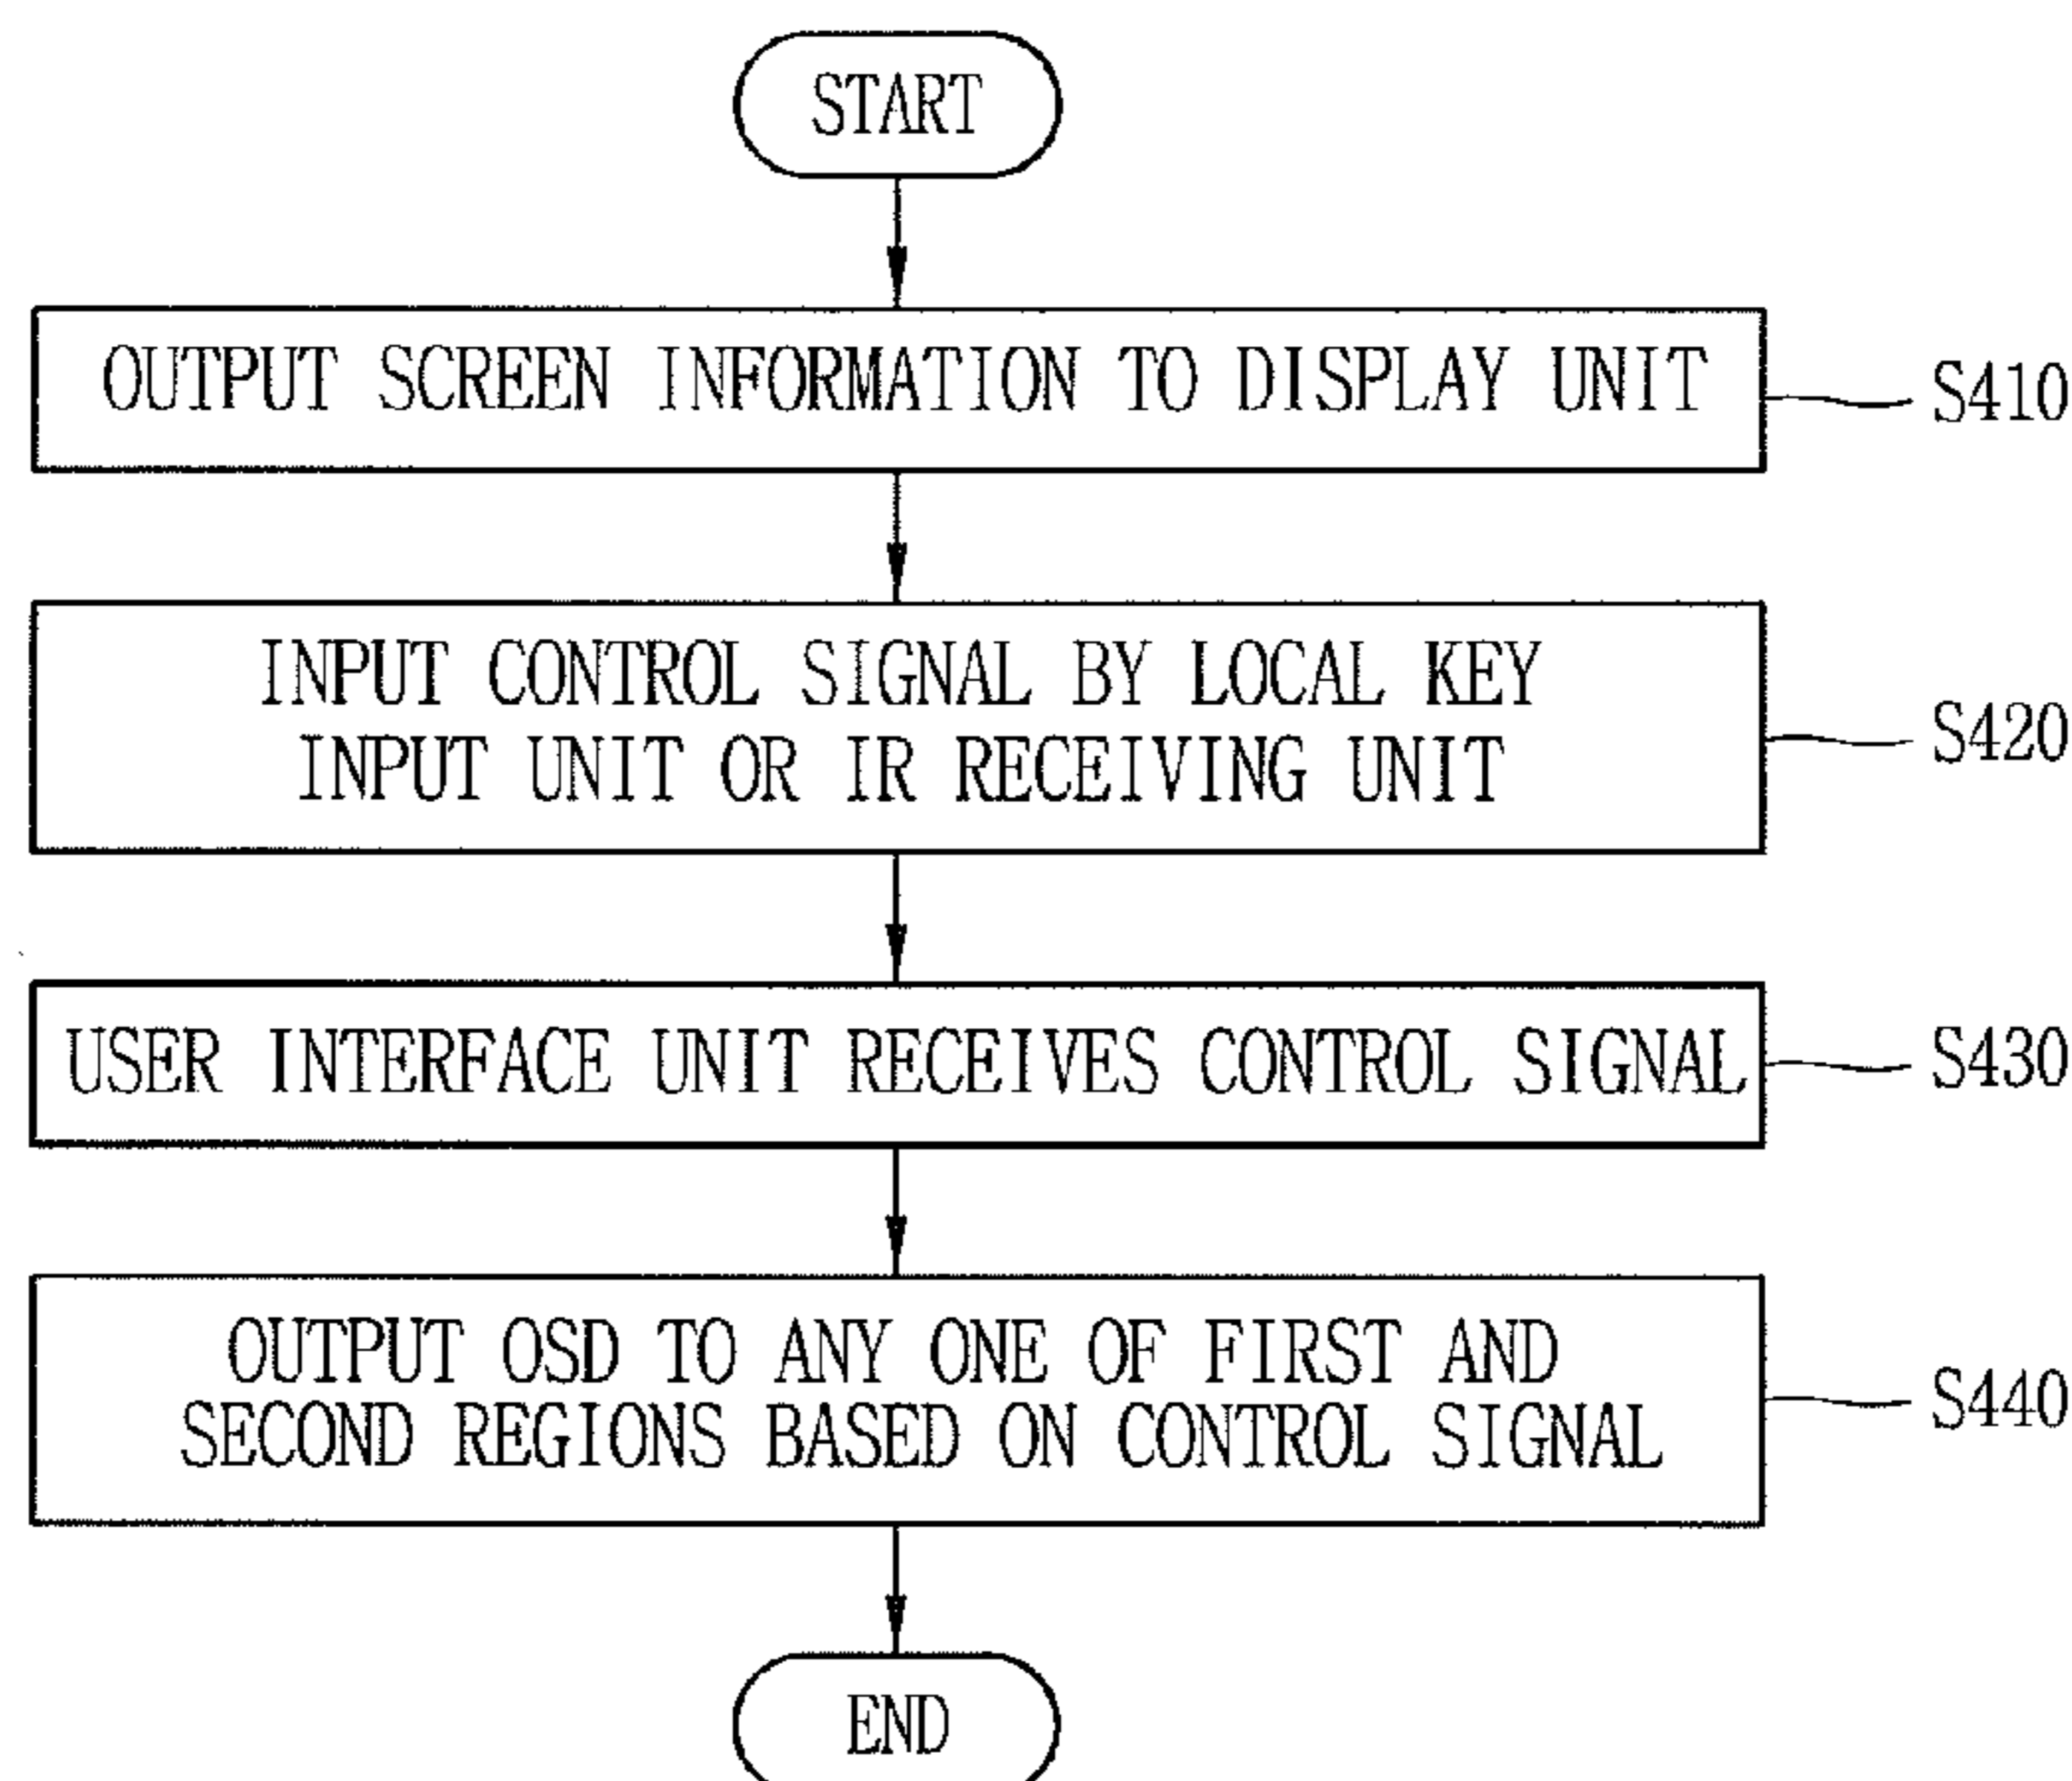 START
OUTPUT SCREEN INFORMATION TO DISPLAY UNIT
S410
INPUT CONTROL SIGNAL BY LOCAL KEY
INPUT UNIT OR IR RECEIVING UNIT
S420
USER INTERFACE UNIT RECEIVES CONTROL SIGNAL
S430
OUTPUT OSD TO ANY ONE OF FIRST AND
SECOND REGIONS BASED ON CONTROL SIGNAL
S440
END